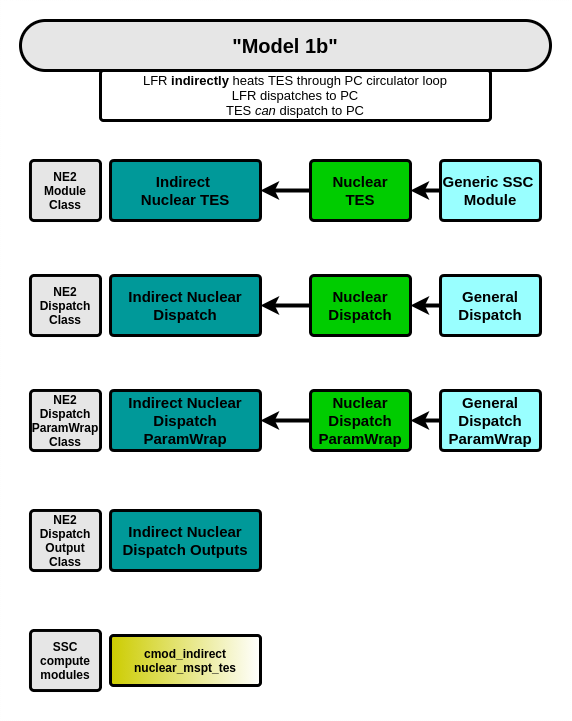 "Model 1b"
LFR indirectly heats TES through PC circulator loop
LFR dispatches to PC
TES can dispatch to PC
NE2
Module
Class
Indirect
Nuclear TES
Nuclear
TES
Generic SSC
Module
NE2
Dispatch
Class
Indirect Nuclear
Dispatch
Nuclear
Dispatch
General
Dispatch
NE2
Dispatch
ParamWrap
Class
Indirect Nuclear
Dispatch
ParamWrap
Nuclear
Dispatch
ParamWrap
General
Dispatch
ParamWrap
NE2
Dispatch
Output
Class
Indirect Nuclear
Dispatch Outputs
SSC
compute
modules
cmod_indirect
nuclear_mspt_tes